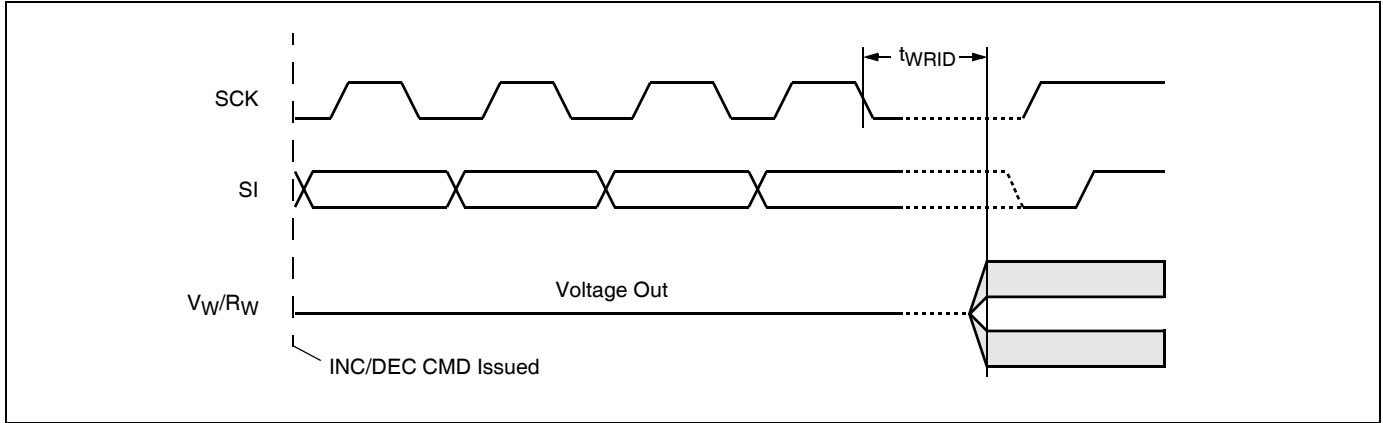 tWRID
SCK
SI
Voltage Out
VW/RW
INC/DEC CMD Issued